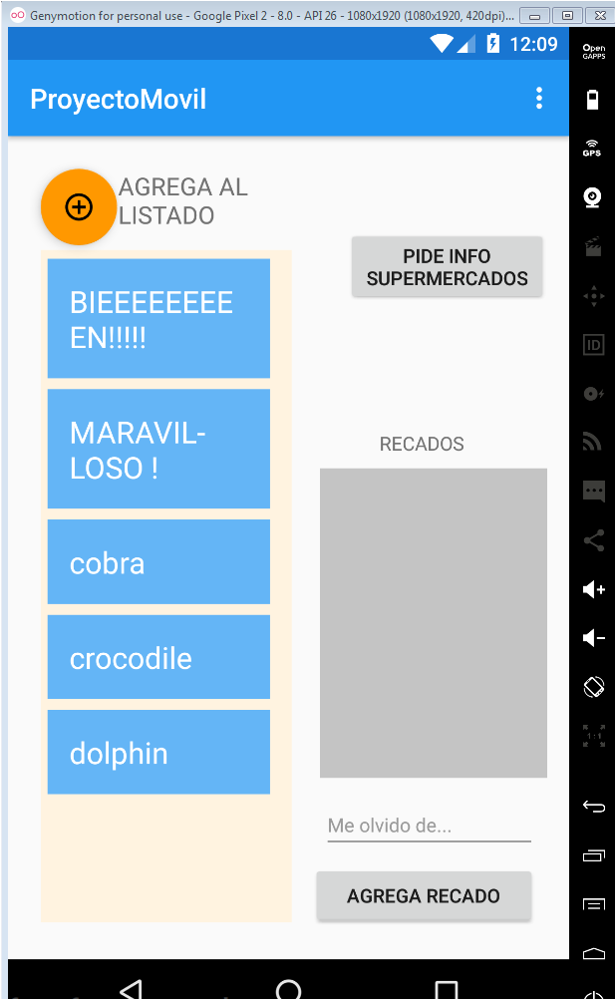 Genymotion for personal use - Google Pixel 2 - 8.0 - API 26 - 1080x1920 (1080x1920, 420dpi)...
12:09
Open
GAPPS
ProyectoMovil
GPS
AGREGA AL
LISTADO
PIDE INFO
SUPERMERCADOS
BIEEEEEEEE
EN!!!!!
ID
MARAVIL-
LOSO !
RECADOS
cobra
crocodile
dolphin
1:1
Me olvido de...
AGREGA RECADO